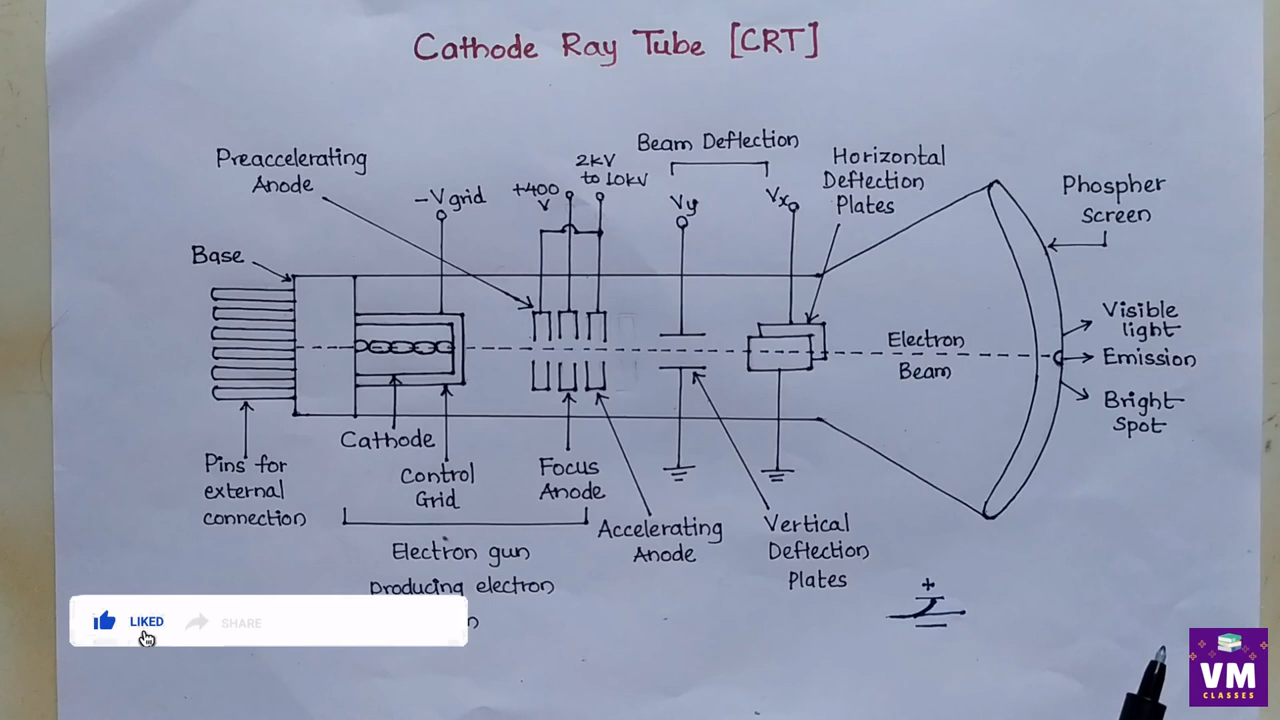 Cathode Ray Tube [CRT]
Beam Deflection
Preaccelerating
Anode
2KV
to 10KV
+400
V
-Vgrid
Vy
Vx
Horizontal
Deflection
Plates
Phospher
Screen
Base
Visible
light
Emission
Bright
Spot
Electron
Beam
Cathode
Control
Grid
Pins for
external
connection
Focus
Anode
Accelerating
Anode
Vertical
Deflection
Plates
Electron gun
producing electron
n
+
LIKED
SHARE
VM
CLASSES